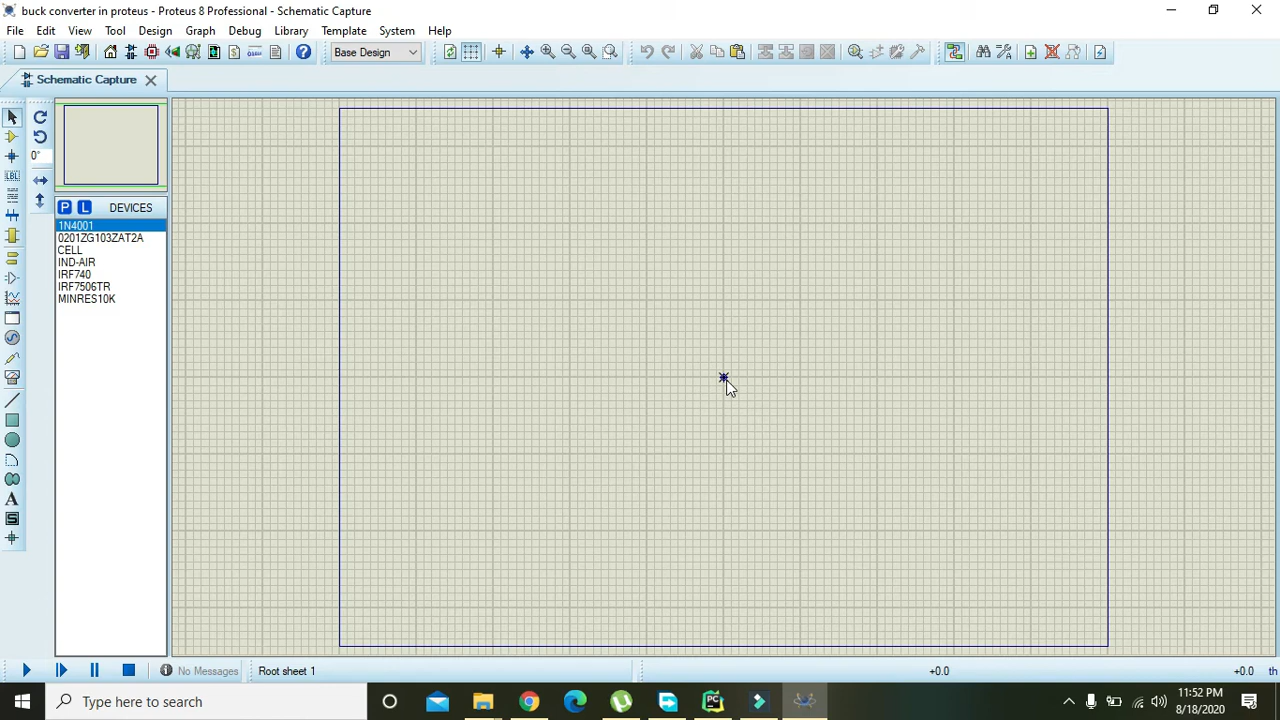 buck converter in proteus - Proteus 8 Professional - Schematic Capture
File Edit View Tool Design Graph Debug Library Template System Help
Base Design
Schematic Capture
0°
P L DEVICES
1N4001
0201ZG103ZAT2A
CELL
IND-AIR
IRF740
IRF7506TR
MINRES10K
LBL
A
S
No Messages Root sheet 1 +0.0 +0.0 th
Type here to search
11:52 PM
8/18/2020